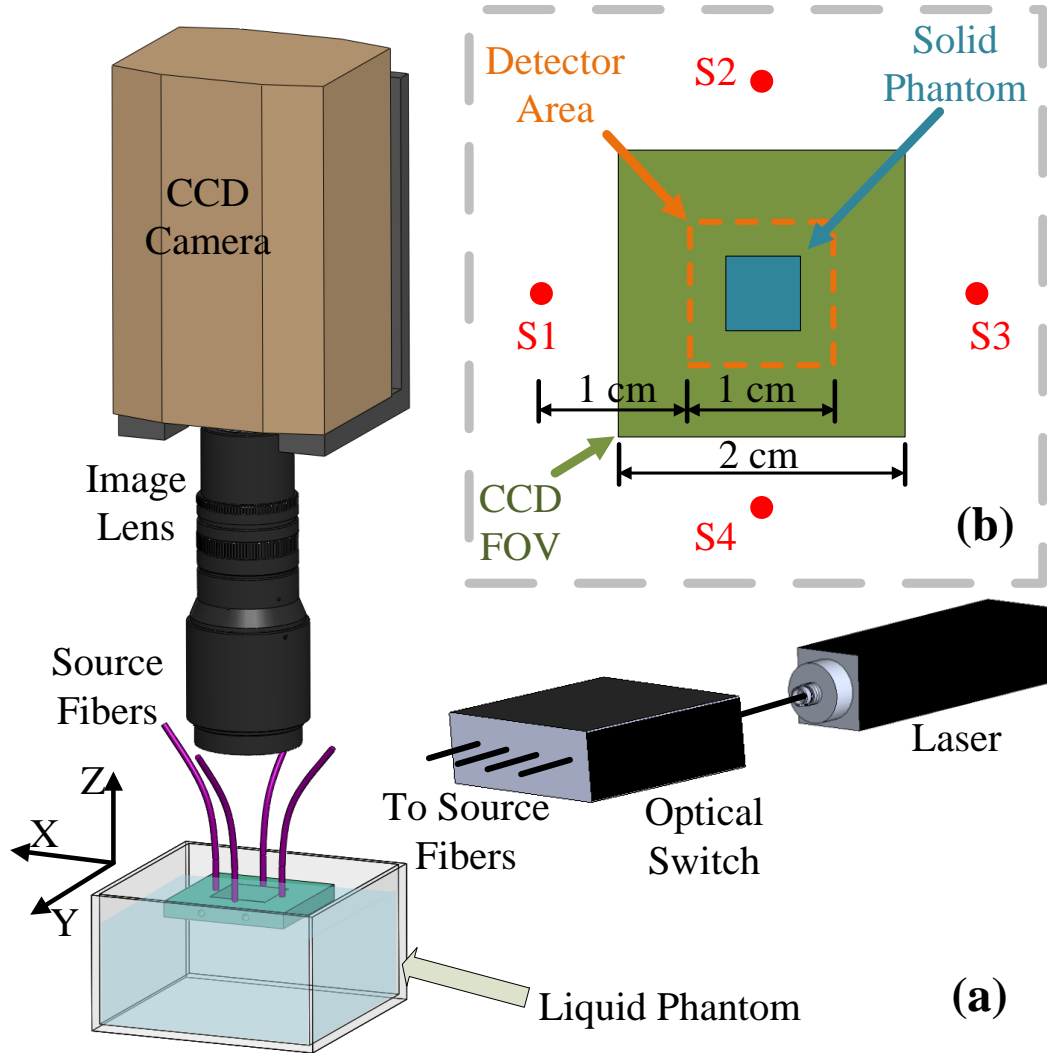 CCD
Camera
Image
Lens
Source
Fibers
Z
X
Y
Detector
Area
S2
Solid
Phantom
S1
S3
1 cm
1 cm
2 cm
CCD
FOV
S4
(b)
To Source
Fibers
Optical
Switch
Laser
Liquid Phantom
(a)